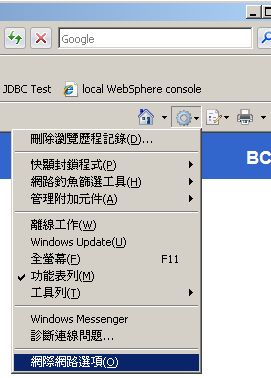 Google
JDBC Test
local WebSphere console
BC
刪除瀏覽歷程記錄(D)...
快顯封鎖程式(P)
網路釣魚篩選工具(H)
管理附加元件(A)
離線工作(W)
Windows Update(U)
全螢幕(F) F11
功能表列(M)
工具列(T)
Windows Messenger
診斷連線問題...
網際網路選項(O)